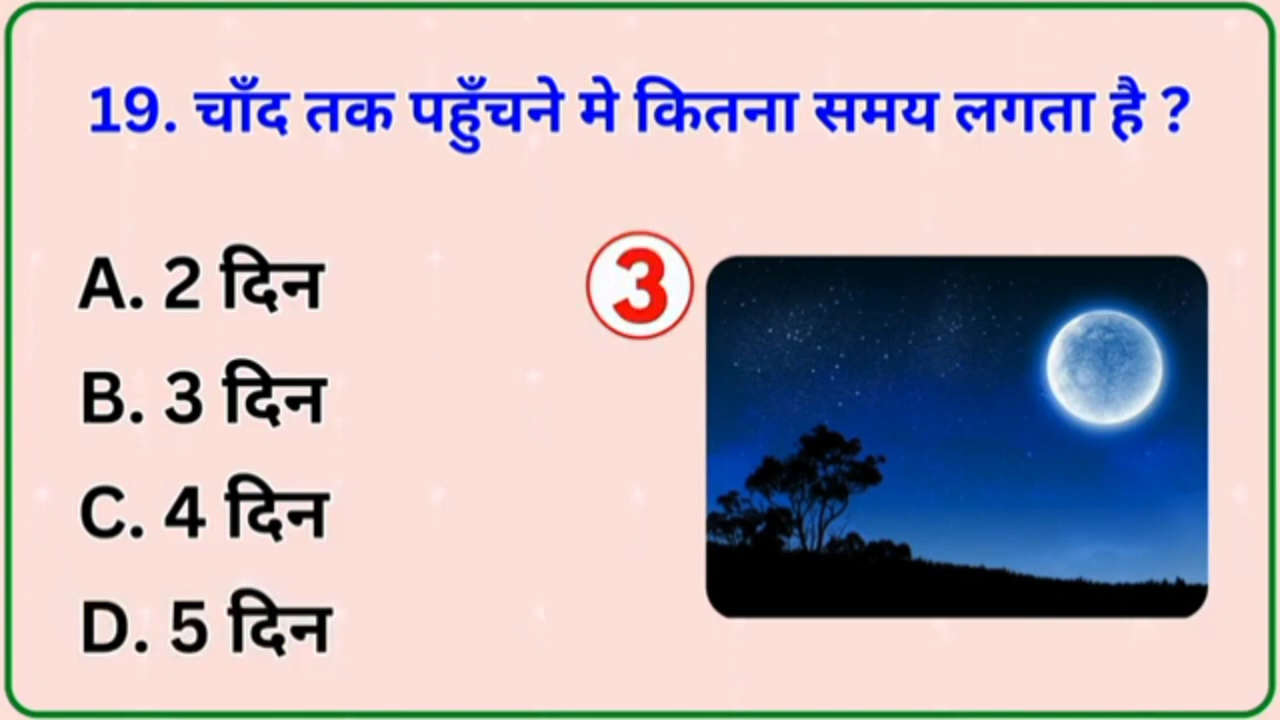 19. चाँद तक पहुँचने मे कितना समय लगता है ?
A. 2 दिन
3
B. 3 दिन
C. 4 दिन
D. 5 दिन